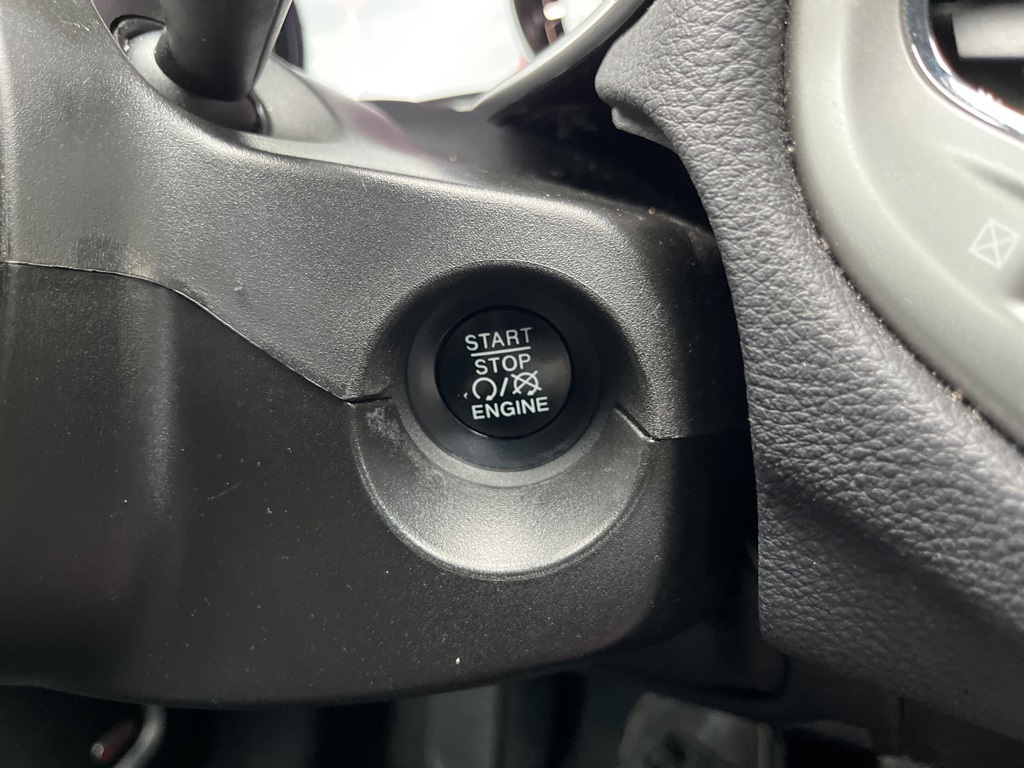 START
STOP
/
ENGINE